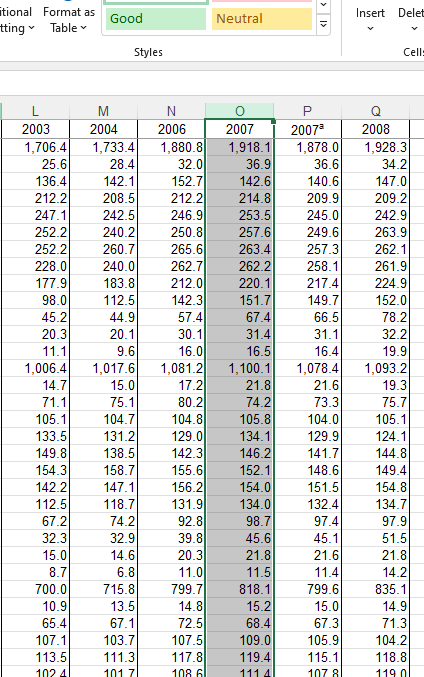 itional Format as
tting Table
Good Neutral
Insert Delet
Styles
Cells
L M N O P Q
2003 2004 2006 2007 2007ª 2008
1,706.4 1,733.4 1,880.8 1,918.1 1,878.0 1,928.3
25.6 28.4 32.0 36.9 36.6 34.2
136.4 142.1 152.7 142.6 140.6 147.0
212.2 208.5 212.2 214.8 209.9 209.2
247.1 242.5 246.9 253.5 245.0 242.9
252.2 240.2 250.8 257.6 249.6 263.9
252.2 260.7 265.6 263.4 257.3 262.1
228.0 240.0 262.7 262.2 258.1 261.9
177.9 183.8 212.0 220.1 217.4 224.9
98.0 112.5 142.3 151.7 149.7 152.0
45.2 44.9 57.4 67.4 66.5 78.2
20.3 20.1 30.1 31.4 31.1 32.2
11.1 9.6 16.0 16.5 16.4 19.9
1,006.4 1,017.6 1,081.2 1,100.1 1,078.4 1,093.2
14.7 15.0 17.2 21.8 21.6 19.3
71.1 75.1 80.2 74.2 73.3 75.7
105.1 104.7 104.8 105.8 104.0 105.1
133.5 131.2 129.0 134.1 129.9 124.1
149.8 138.5 142.3 146.2 141.7 144.8
154.3 158.7 155.6 152.1 148.6 149.4
142.2 147.1 156.2 154.0 151.5 154.8
112.5 118.7 131.9 134.0 132.4 134.7
67.2 74.2 92.8 98.7 97.4 97.9
32.3 32.9 39.8 45.6 45.1 51.5
15.0 14.6 20.3 21.8 21.6 21.8
8.7 6.8 11.0 11.5 11.4 14.2
700.0 715.8 799.7 818.1 799.6 835.1
10.9 13.5 14.8 15.2 15.0 14.9
65.4 67.1 72.5 68.4 67.3 71.3
107.1 103.7 107.5 109.0 105.9 104.2
113.5 111.3 117.8 119.4 115.1 118.8
102.4 101.7 108.6 111.4 107.8 119.0